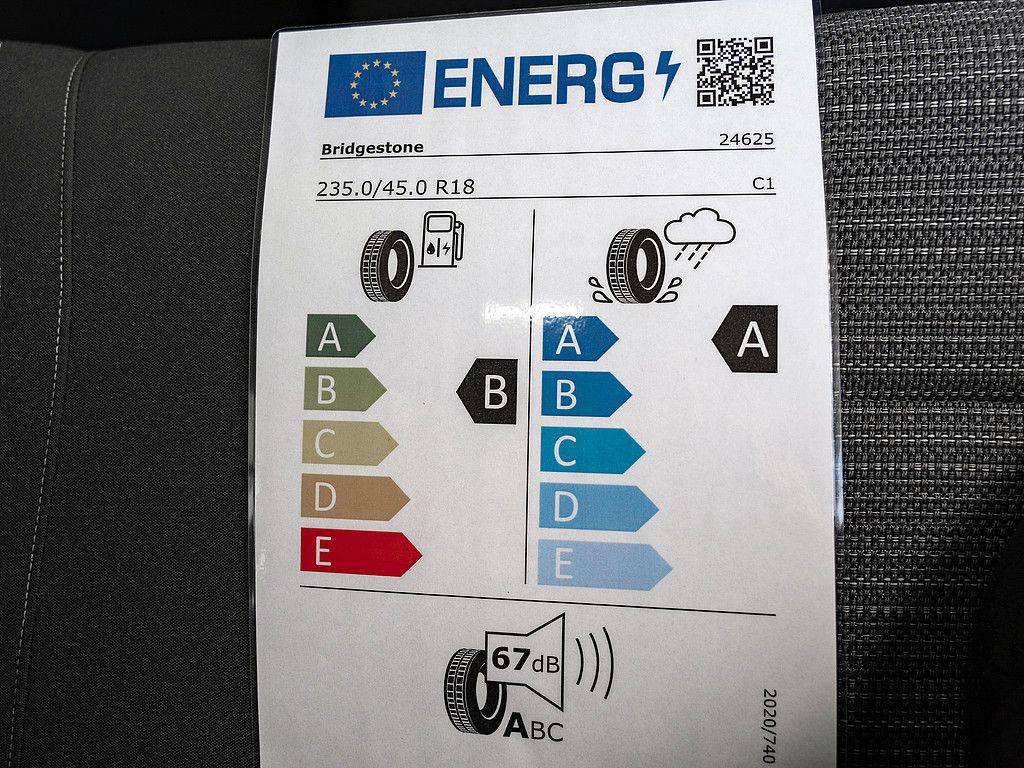 ENERG
Bridgestone 24625
235.0/45.0 R18 C1
A
B
C
D
E
B
A
B
C
D
E
A
67dB
ABC
2020/740